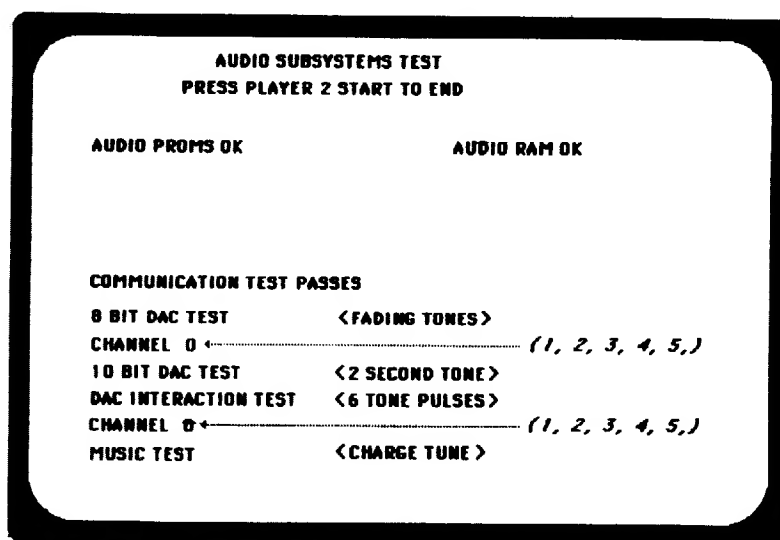 AUDIO SUBSYSTEMS TEST
PRESS PLAYER 2 START TO END
AUDIO PROMS OK AUDIO RAM OK
COMMUNICATION TEST PASSES
8 BIT DAC TEST <FADING TONES>
CHANNEL 0 (1, 2, 3, 4, 5,)
10 BIT DAC TEST <2 SECOND TONE>
DAC INTERACTION TEST <6 TONE PULSES>
CHANNEL 0 (1, 2, 3, 4, 5,)
MUSIC TEST <CHARGE TUNE>